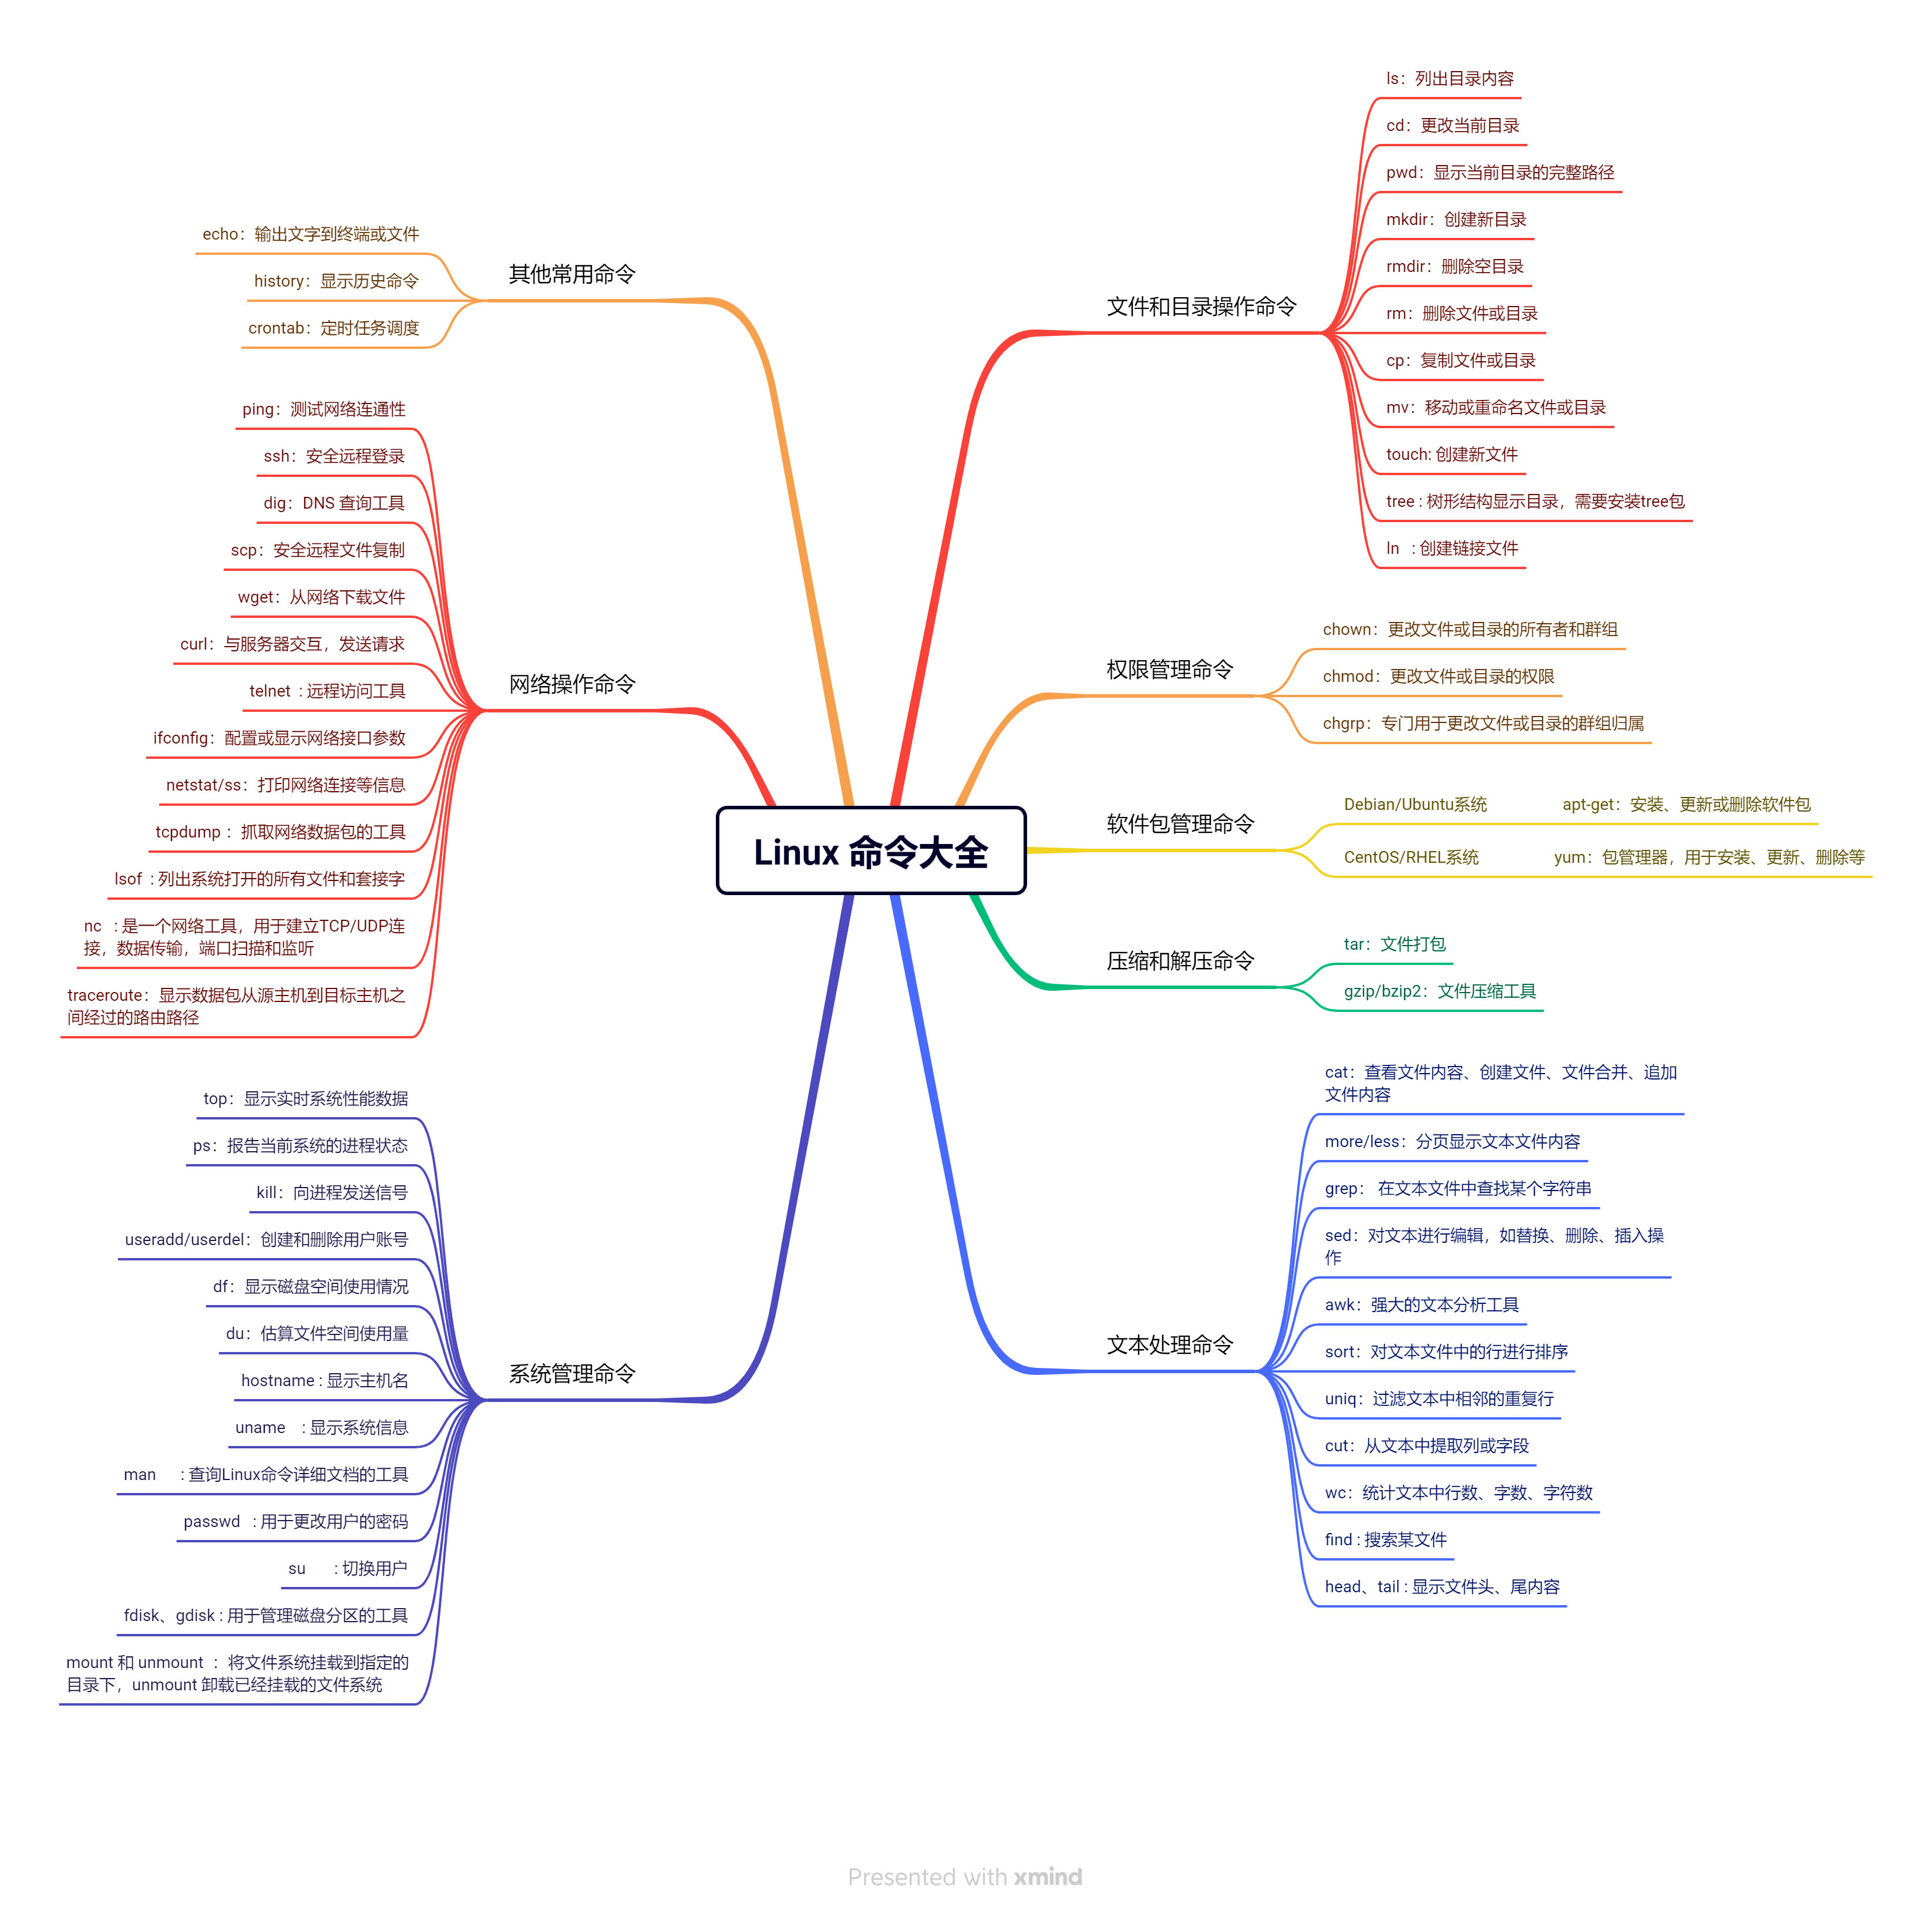 Linux 命令大全
文件和目录操作命令
ls：列出目录内容
cd：更改当前目录
pwd：显示当前目录的完整路径
mkdir：创建新目录
rmdir：删除空目录
rm：删除文件或目录
cp：复制文件或目录
mv：移动或重命名文件或目录
touch: 创建新文件
tree : 树形结构显示目录，需要安装tree包
ln : 创建链接文件
权限管理命令
chown：更改文件或目录的所有者和群组
chmod：更改文件或目录的权限
chgrp：专门用于更改文件或目录的群组归属
软件包管理命令
Debian/Ubuntu系统 apt-get：安装、更新或删除软件包
CentOS/RHEL系统 yum：包管理器，用于安装、更新、删除等
压缩和解压命令
tar：文件打包
gzip/bzip2：文件压缩工具
文本处理命令
cat：查看文件内容、创建文件、文件合并、追加
文件内容
more/less：分页显示文本文件内容
grep： 在文本文件中查找某个字符串
sed：对文本进行编辑，如替换、删除、插入操
作
awk：强大的文本分析工具
sort：对文本文件中的行进行排序
uniq：过滤文本中相邻的重复行
cut：从文本中提取列或字段
wc：统计文本中行数、字数、字符数
find : 搜索某文件
head、tail : 显示文件头、尾内容
其他常用命令
echo：输出文字到终端或文件
history：显示历史命令
crontab：定时任务调度
网络操作命令
ping：测试网络连通性
ssh：安全远程登录
dig：DNS 查询工具
scp：安全远程文件复制
wget：从网络下载文件
curl：与服务器交互，发送请求
telnet : 远程访问工具
ifconfig：配置或显示网络接口参数
netstat/ss：打印网络连接等信息
tcpdump ：抓取网络数据包的工具
lsof : 列出系统打开的所有文件和套接字
nc : 是一个网络工具，用于建立TCP/UDP连
接，数据传输，端口扫描和监听
traceroute：显示数据包从源主机到目标主机之
间经过的路由路径
系统管理命令
top：显示实时系统性能数据
ps：报告当前系统的进程状态
kill：向进程发送信号
useradd/userdel：创建和删除用户账号
df：显示磁盘空间使用情况
du：估算文件空间使用量
hostname : 显示主机名
uname : 显示系统信息
man : 查询Linux命令详细文档的工具
passwd : 用于更改用户的密码
su : 切换用户
fdisk、gdisk : 用于管理磁盘分区的工具
mount 和 unmount ：将文件系统挂载到指定的
目录下，unmount 卸载已经挂载的文件系统
Presented with xmind